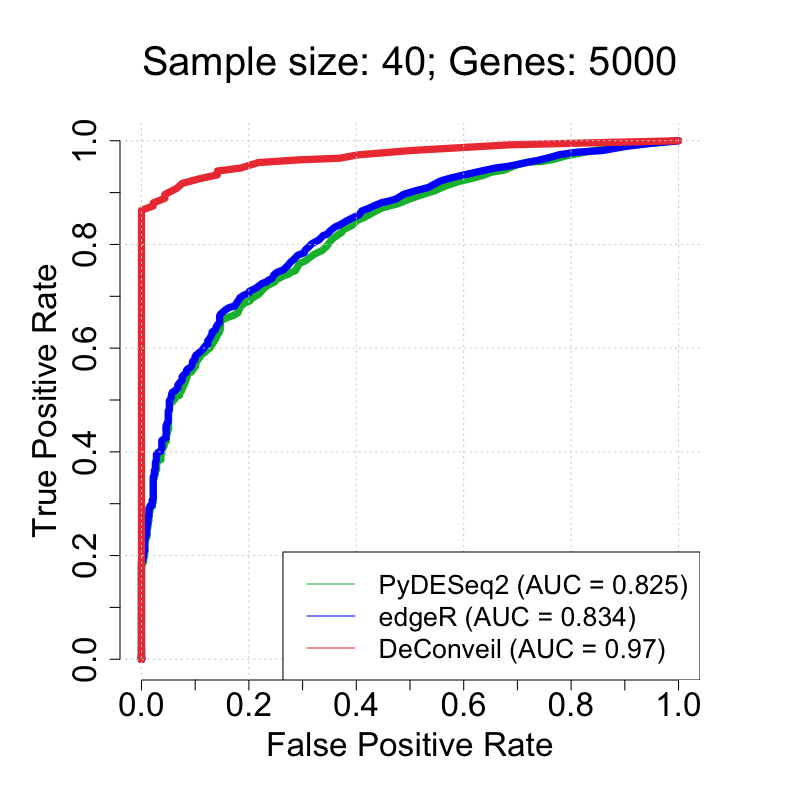 Sample size: 40; Genes: 5000
True Positive Rate
1.0
0.8
0.6
0.4
0.2
0.0
PyDESeq2 (AUC = 0.825)
edgeR (AUC = 0.834)
DeConveil (AUC = 0.97)
0.0 0.2 0.4 0.6 0.8 1.0
False Positive Rate